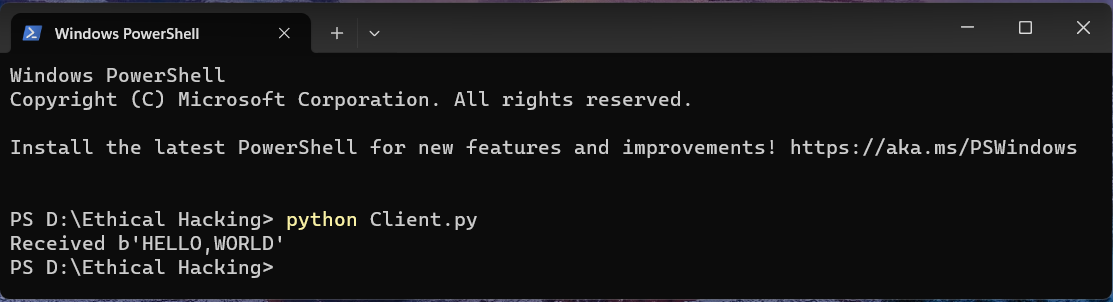 Windows PowerShell
Windows PowerShell
Copyright (C) Microsoft Corporation. All rights reserved.
Install the latest PowerShell for new features and improvements! https://aka.ms/PSWindows
PS D:\Ethical Hacking> python Client.py
Received b'HELLO,WORLD'
PS D:\Ethical Hacking>